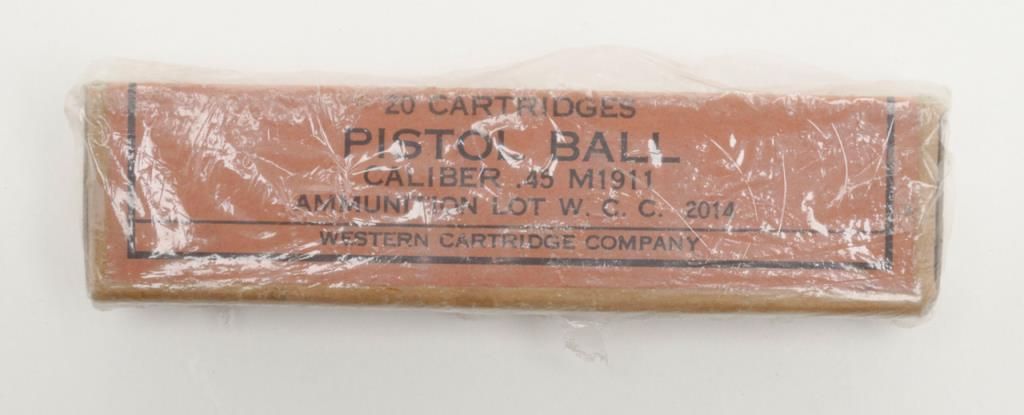 20 CARTRIDGES
PISTOL BALL
CALIBER .45 M1911
AMMUNITION LOT W. C. C. 2014
WESTERN CARTRIDGE COMPANY